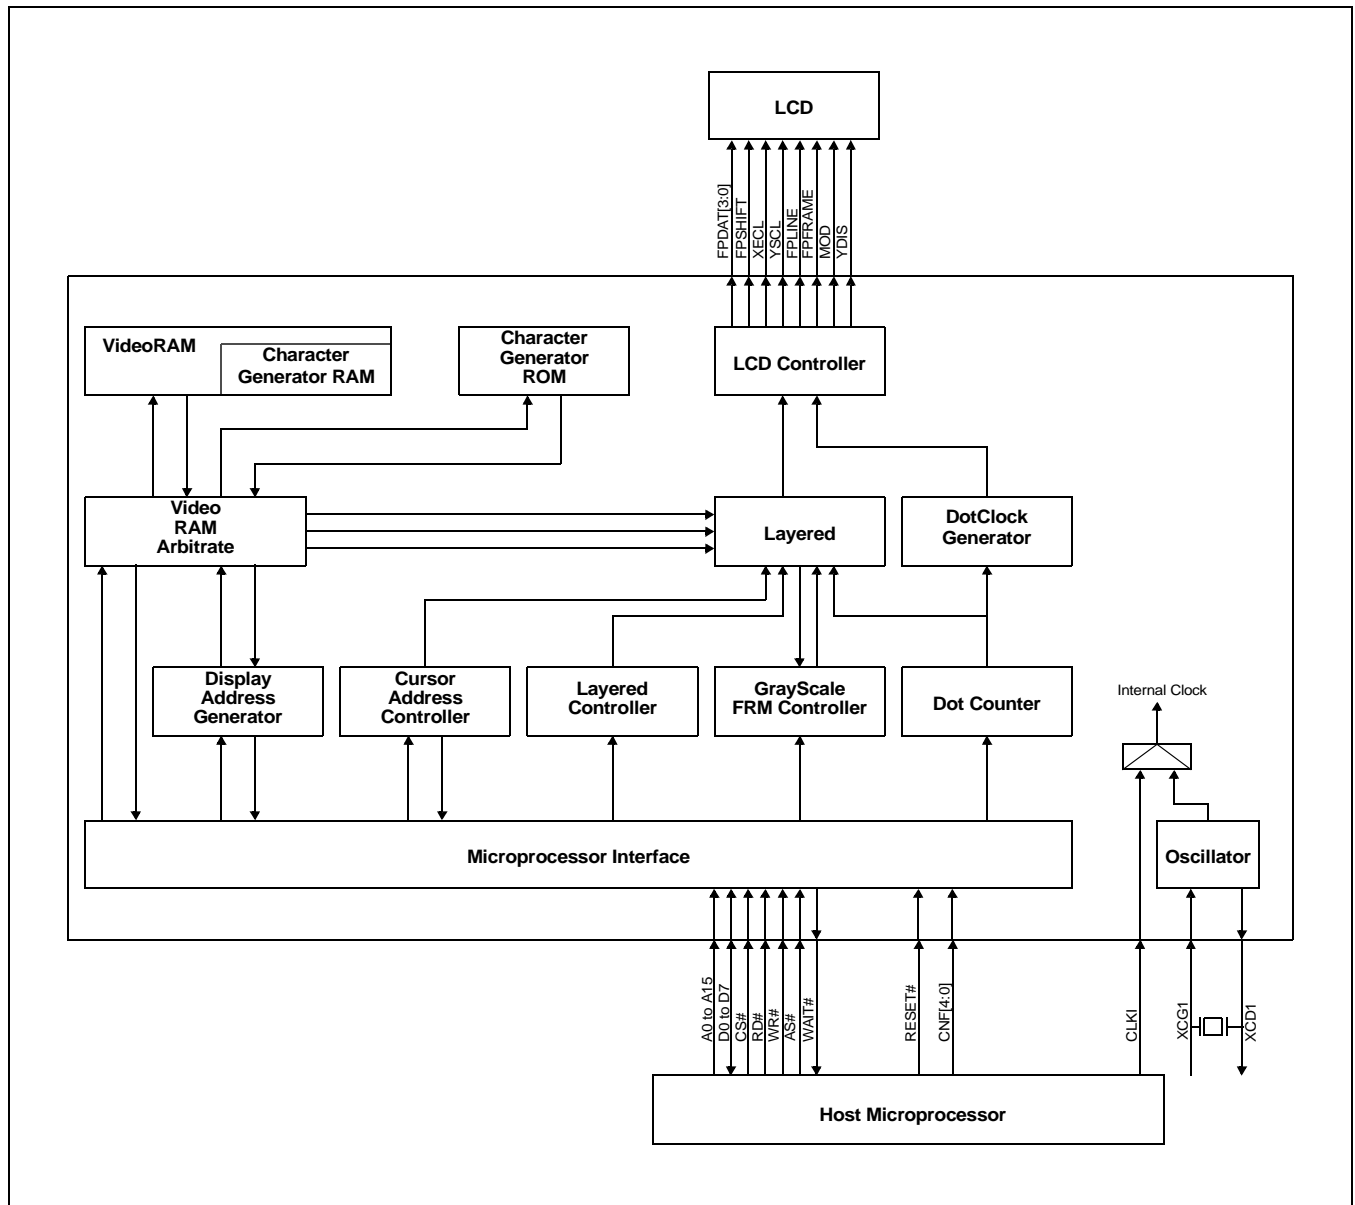 LCD
FPDAT[3:0]
FPSHIFT
XECL
YSCL
FPLINE
FPFRAME
MOD
YDIS
VideoRAM
Character
Generator RAM
Character
Generator
ROM
LCD Controller
Video
RAM
Arbitrate
Layered
DotClock
Generator
Display
Address
Generator
Cursor
Address
Controller
Layered
Controller
GrayScale
FRM Controller
Dot Counter
Internal Clock
Microprocessor Interface
Oscillator
A0 to A15
D0 to D7
CS#
RD#
WR#
AS#
WAIT#
RESET#
CNF[4:0]
CLKI
XCG1
XCD1
Host Microprocessor